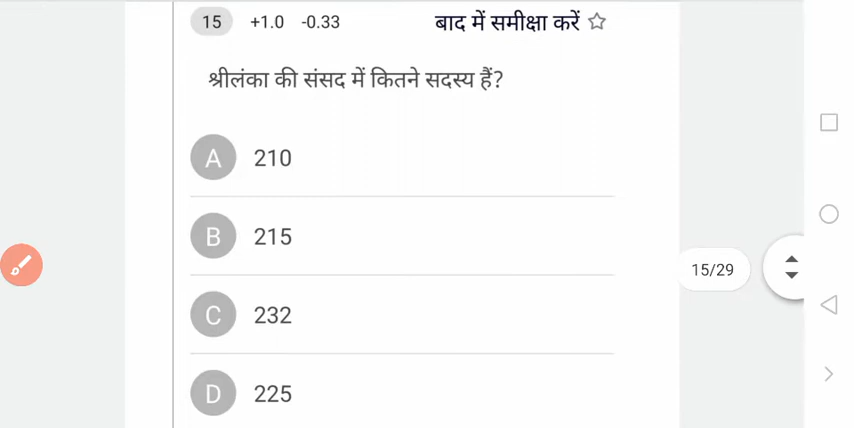 15 +1.0 -0.33 बाद में समीक्षा करें
श्रीलंका की संसद में कितने सदस्य हैं?
A 210
B 215
C 232
15/29
D 225